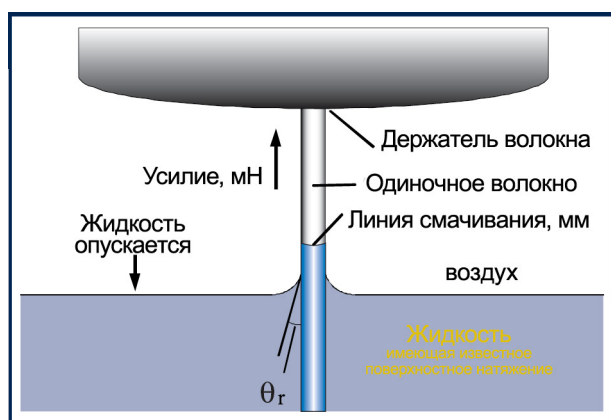 Держатель волокна
Усилие, мН
Одиночное волокно
Линия смачивания, мм
Жидкость
опускается
воздух
Жидкость
имеющая известное
поверхностное натяжение
θr